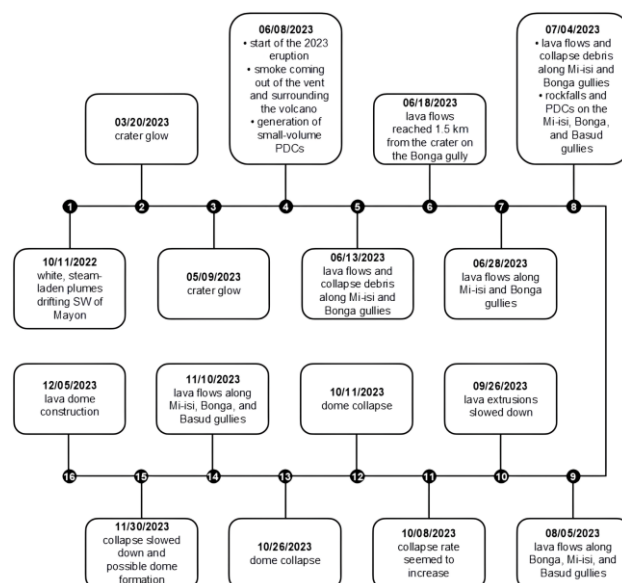 03/20/2023
crater glow
06/08/2023
• start of the 2023
eruption
• smoke coming
out of the vent
and surrounding
the volcano
• generation of
small-volume
PDCs
06/18/2023
lava flows
reached 1.5 km
from the crater on
the Bonga gully
07/04/2023
• lava flows and
collapse debris
along Mi-isi and
Bonga gullies
• rockfalls and
PDCs on the
Mi-isi, Bonga,
and Basud
gullies
1 2 3 4 5 6 7 8
10/11/2022
white, steam-
laden plumes
drifting SW of
Mayon
05/09/2023
crater glow
06/13/2023
lava flows and
collapse debris
along Mi-isi and
Bonga gullies
06/28/2023
lava flows along
Mi-isi and Bonga
gullies
12/05/2023
lava dome
construction
11/10/2023
lava flows along
Mi-isi, Bonga, and
Basud gullies
10/11/2023
dome collapse
09/26/2023
lava extrusions
slowed down
16 15 14 13 12 11 10 9
11/30/2023
collapse slowed
down and
possible dome
formation
10/26/2023
dome collapse
10/08/2023
collapse rate
seemed to
increase
08/05/2023
lava flows along
Bonga, Mi-isi, and
Basud gullies